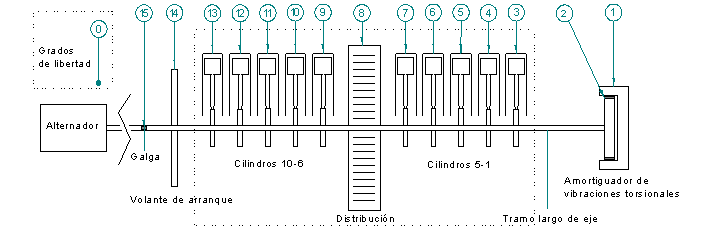 0 15 14 13 12 11 10 9 8 7 6 5 4 3 2 1
Grados
de libertad
Alternador
Galga
Cilindros 10-6
Cilindros 5-1
Volante de arranque
Distribución
Tramo largo de eje
Amortiguador de
vibraciones torsionales